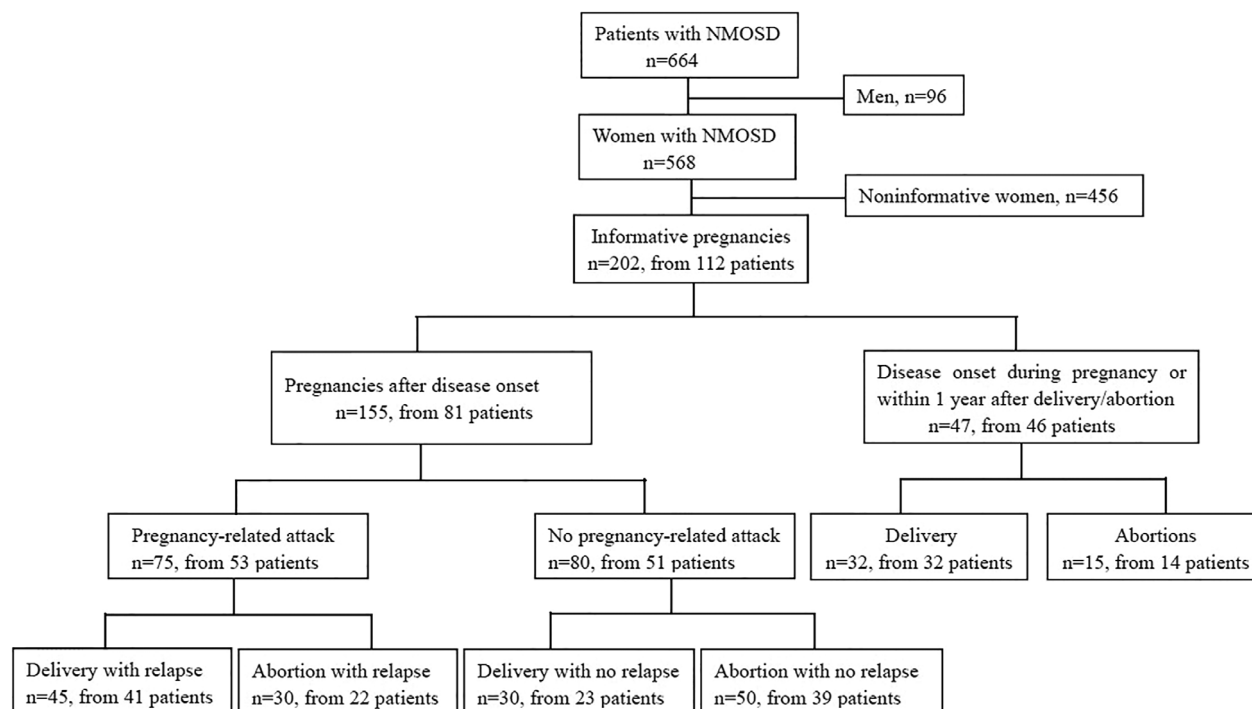 Patients with NMOSD
n=664
Men, n=96
Women with NMOSD
n=568
Noninformative women, n=456
Informative pregnancies
n=202, from 112 patients
Pregnancies after disease onset
n=155, from 81 patients
Disease onset during pregnancy or
within 1 year after delivery/abortion
n=47, from 46 patients
Pregnancy-related attack
n=75, from 53 patients
No pregnancy-related attack
n=80, from 51 patients
Delivery
n=32, from 32 patients
Abortions
n=15, from 14 patients
Delivery with relapse
n=45, from 41 patients
Abortion with relapse
n=30, from 22 patients
Delivery with no relapse
n=30, from 23 patients
Abortion with no relapse
n=50, from 39 patients